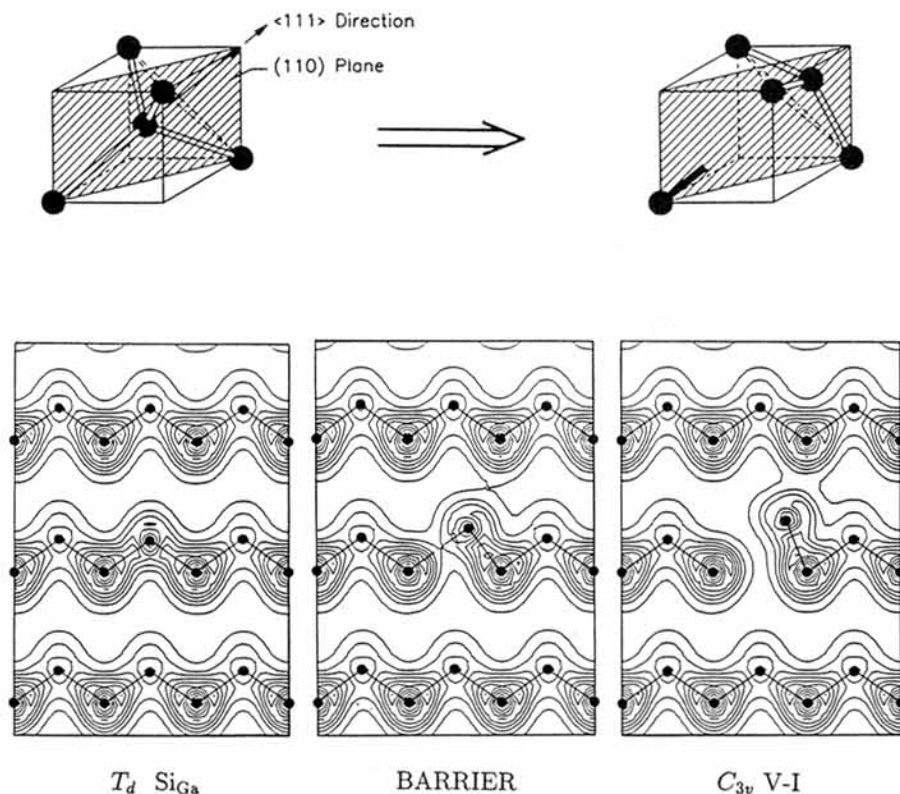 <111> Direction
(110) Plane
T_d Si_Ga
BARRIER
C_3v V-I